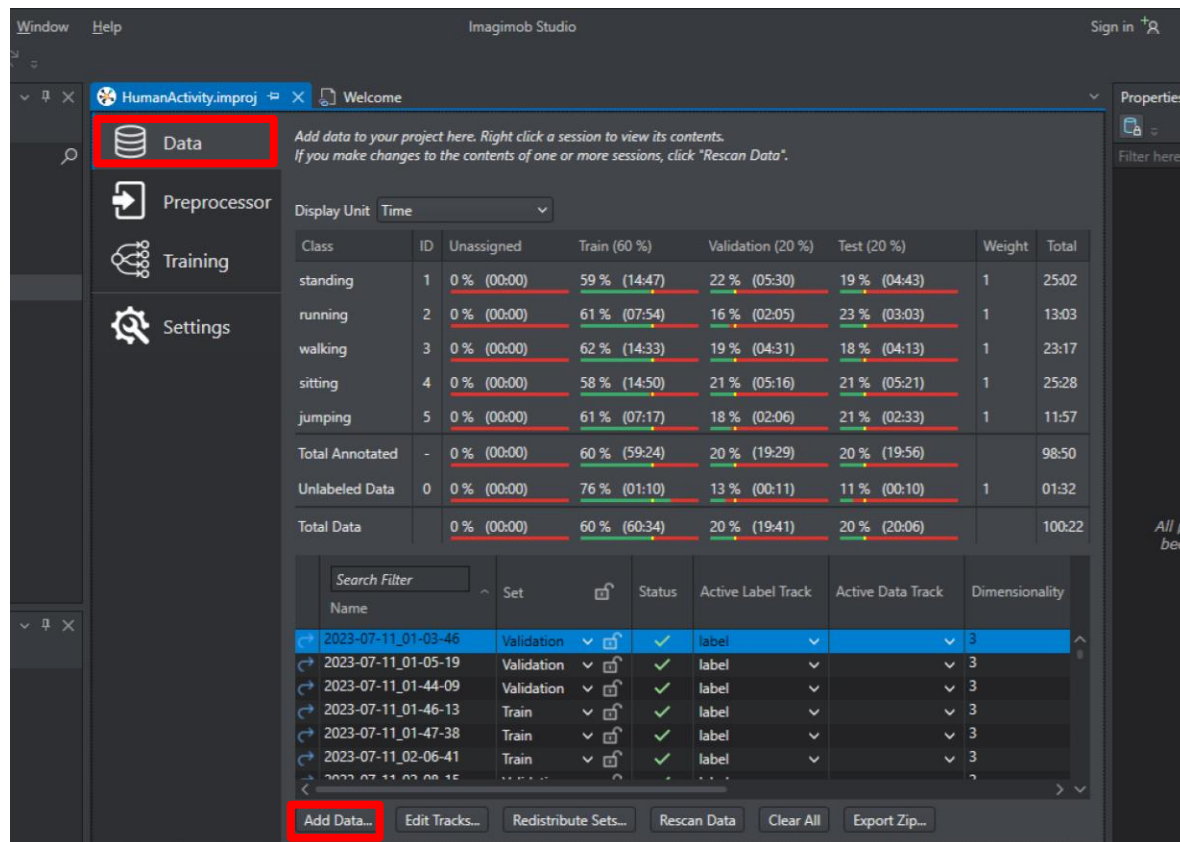 Window Help Imagimob Studio Sign in
HumanActivity.improj Welcome Properties
Data
Preprocessor
Training
Settings
Add data to your project here. Right click a session to view its contents.
If you make changes to the contents of one or more sessions, click "Rescan Data".
Filter here
Display Unit Time
Class ID Unassigned Train (60 %) Validation (20 %) Test (20 %) Weight Total
standing 1 0 % (00:00) 59 % (14:47) 22 % (05:30) 19 % (04:43) 1 25:02
running 2 0 % (00:00) 61 % (07:54) 16 % (02:05) 23 % (03:03) 1 13:03
walking 3 0 % (00:00) 62 % (14:33) 19 % (04:31) 18 % (04:13) 1 23:17
sitting 4 0 % (00:00) 58 % (14:50) 21 % (05:16) 21 % (05:21) 1 25:28
jumping 5 0 % (00:00) 61 % (07:17) 18 % (02:06) 21 % (02:33) 1 11:57
Total Annotated - 0 % (00:00) 60 % (59:24) 20 % (19:29) 20 % (19:56) 98:50
Unlabeled Data 0 0 % (00:00) 76 % (01:10) 13 % (00:11) 11 % (00:10) 1 01:32
Total Data 0 % (00:00) 60 % (60:34) 20 % (19:41) 20 % (20:06) 100:22
All
Search Filter
Name Set Status Active Label Track Active Data Track Dimensionality
2023-07-11_01-03-46 Validation label 3
2023-07-11_01-05-19 Validation label 3
2023-07-11_01-44-09 Validation label 3
2023-07-11_01-46-13 Train label 3
2023-07-11_01-47-38 Train label 3
2023-07-11_02-06-41 Train label 3
Add Data... Edit Tracks... Redistribute Sets... Rescan Data Clear All Export Zip...